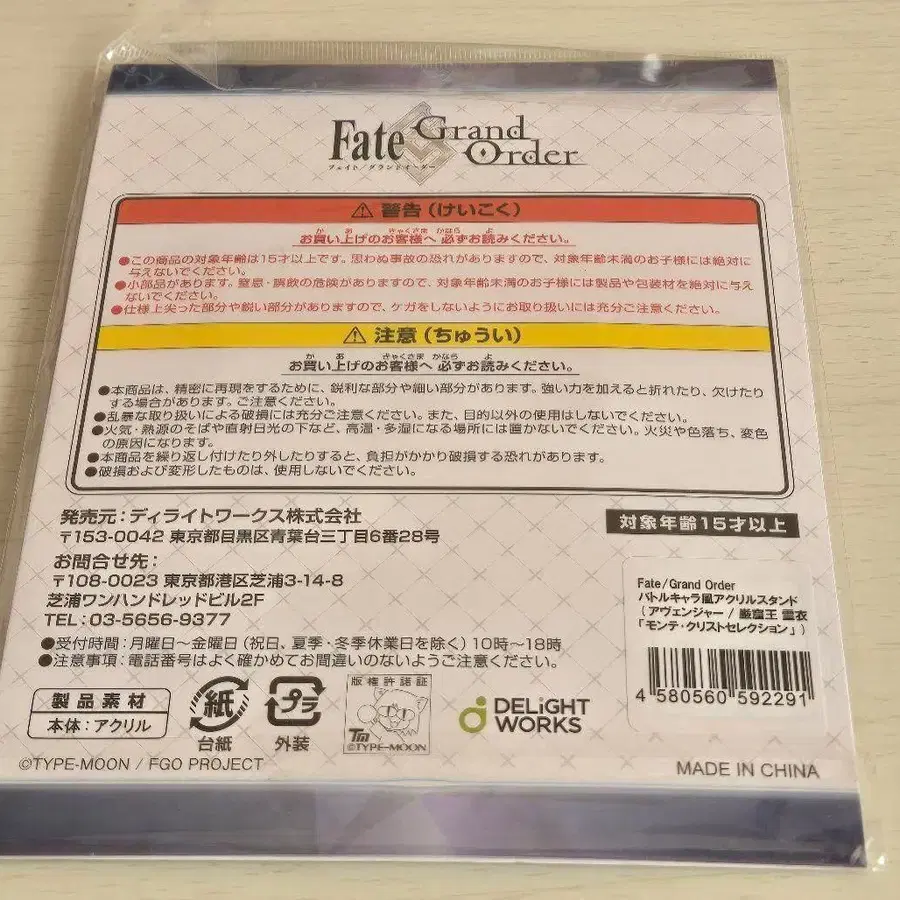 Fate/Grand Order
フェイト/グランドオーダー
⚠ 警告(けいこく)
お買い上げのお客様へ 必ずお読みください。
●この商品の対象年齢は15才以上です。思わぬ事故の恐れがありますので、対象年齢未満のお子様には絶対に
与えないでください。
●小部品があります。窒息・誤飲の危険がありますので、対象年齢未満のお子様には製品や包装材を絶対に与え
ないでください。
●仕様上尖った部分や鋭い部分がありますので、ケガをしないようにお取り扱いには充分ご注意ください。
⚠ 注意(ちゅうい)
お買い上げのお客様へ 必ずお読みください。
●本商品は、精密に再現をするために、鋭利な部分や細い部分があります。強い力を加えると折れたり、欠けたり
する場合があります。ご注意ください。
●乱暴な取り扱いによる破損には充分ご注意ください。また、目的以外の使用はしないでください。
●火気・熱源のそばや直射日光の下など、高温・多湿になる場所には置かないでください。火災や色落ち、変色
の原因になります。
●本商品を繰り返し付けたり外したりすると、負担がかかり破損する恐れがあります。
●破損および変形したものは、使用しないでください。
発売元:ディライトワークス株式会社
〒153-0042 東京都目黒区青葉台三丁目6番28号
対象年齢15才以上
お問合せ先:
〒108-0023 東京都港区芝浦3-14-8
芝浦ワンハンドレッドビル2F
TEL:03-5656-9377
●受付時間:月曜日~金曜日(祝日、夏季・冬季休業日を除く)10時~18時
●注意事項:電話番号はよく確かめてお間違いのないようご注意ください。
Fate/Grand Order
バトルキャラ風アクリルスタンド
(アヴェンジャー/巌窟王 霊衣
「モンテ・クリストセレクション」)
4 580560 592291
製品素材
本体:アクリル
紙
台紙
プラ
外装
版権許諾証
TM
©TYPE-MOON
DELiGHT
WORKS
©TYPE-MOON / FGO PROJECT
MADE IN CHINA